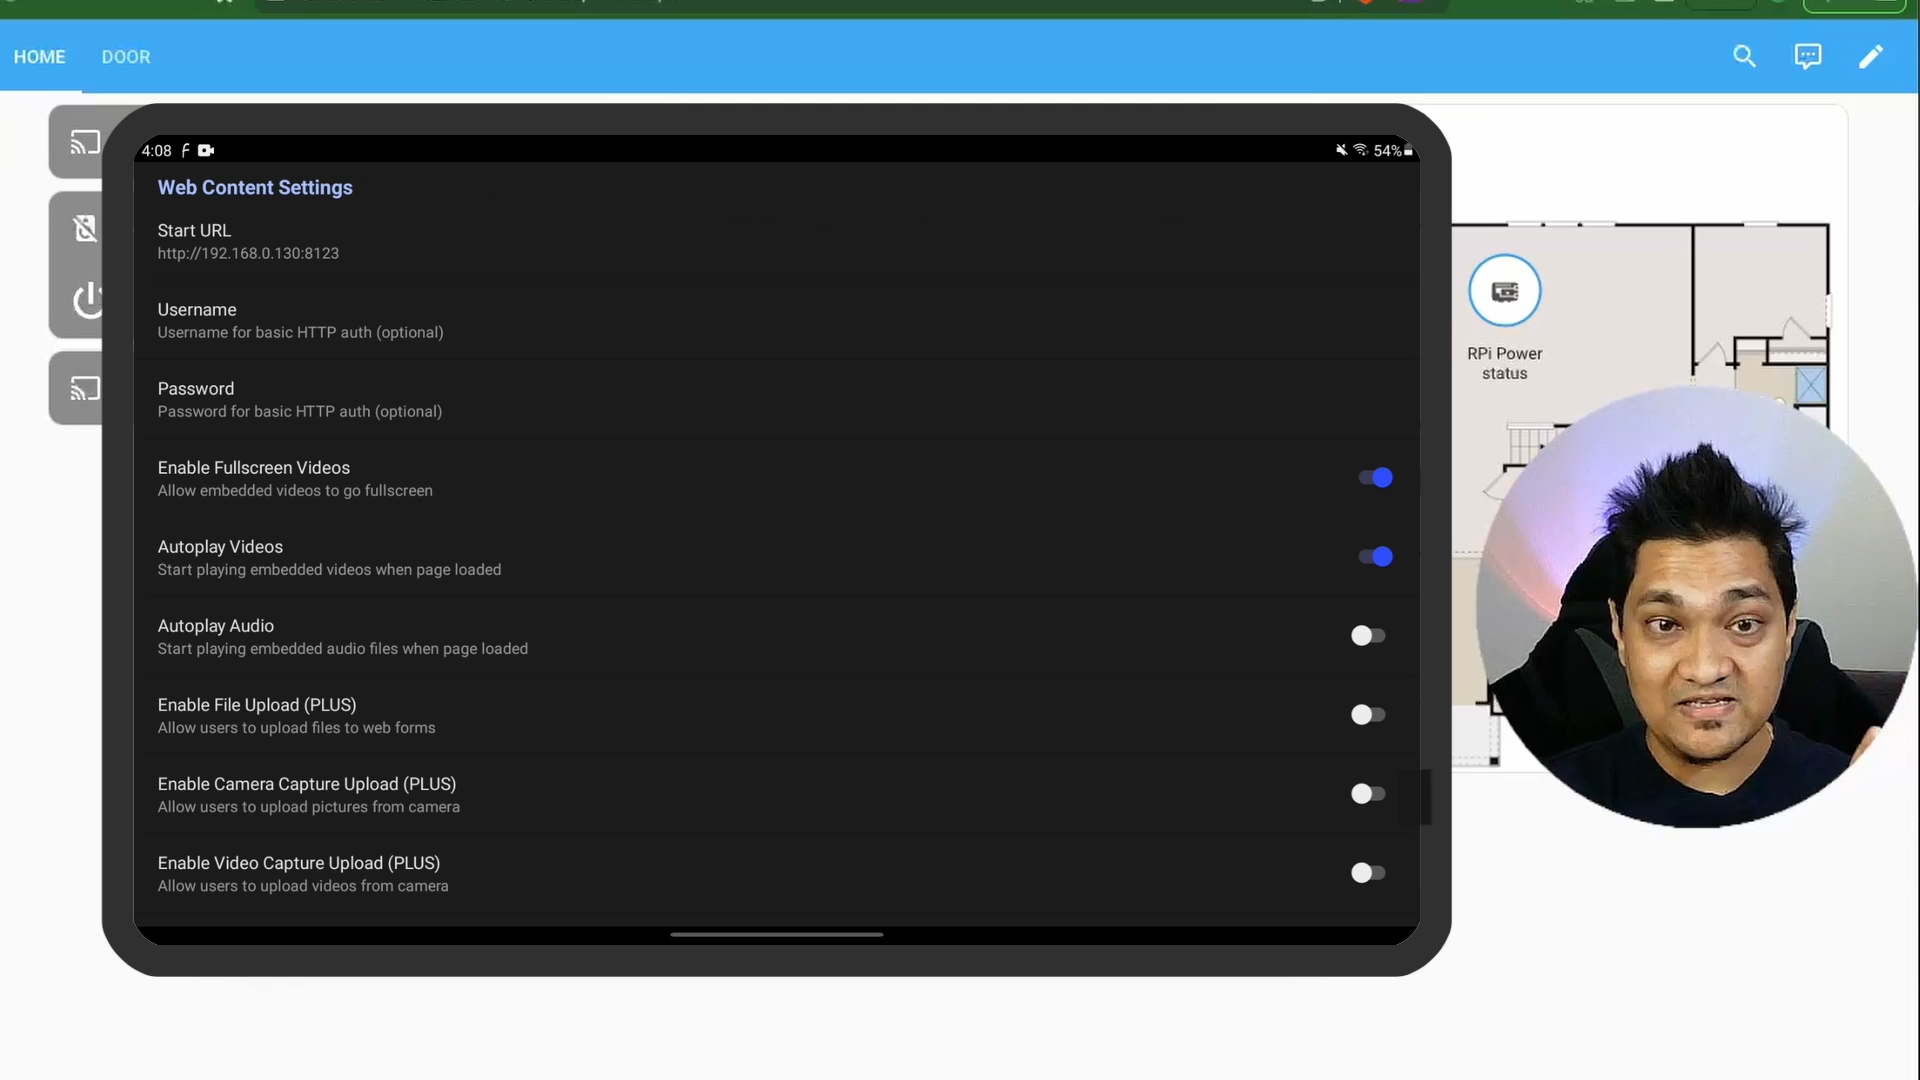 HOME DOOR
4:08 54%
Web Content Settings
Start URL
http://192.168.0.130:8123
Username
Username for basic HTTP auth (optional)
Password
Password for basic HTTP auth (optional)
Enable Fullscreen Videos
Allow embedded videos to go fullscreen
Autoplay Videos
Start playing embedded videos when page loaded
Autoplay Audio
Start playing embedded audio files when page loaded
Enable File Upload (PLUS)
Allow users to upload files to web forms
Enable Camera Capture Upload (PLUS)
Allow users to upload pictures from camera
Enable Video Capture Upload (PLUS)
Allow users to upload videos from camera
RPi Power
status